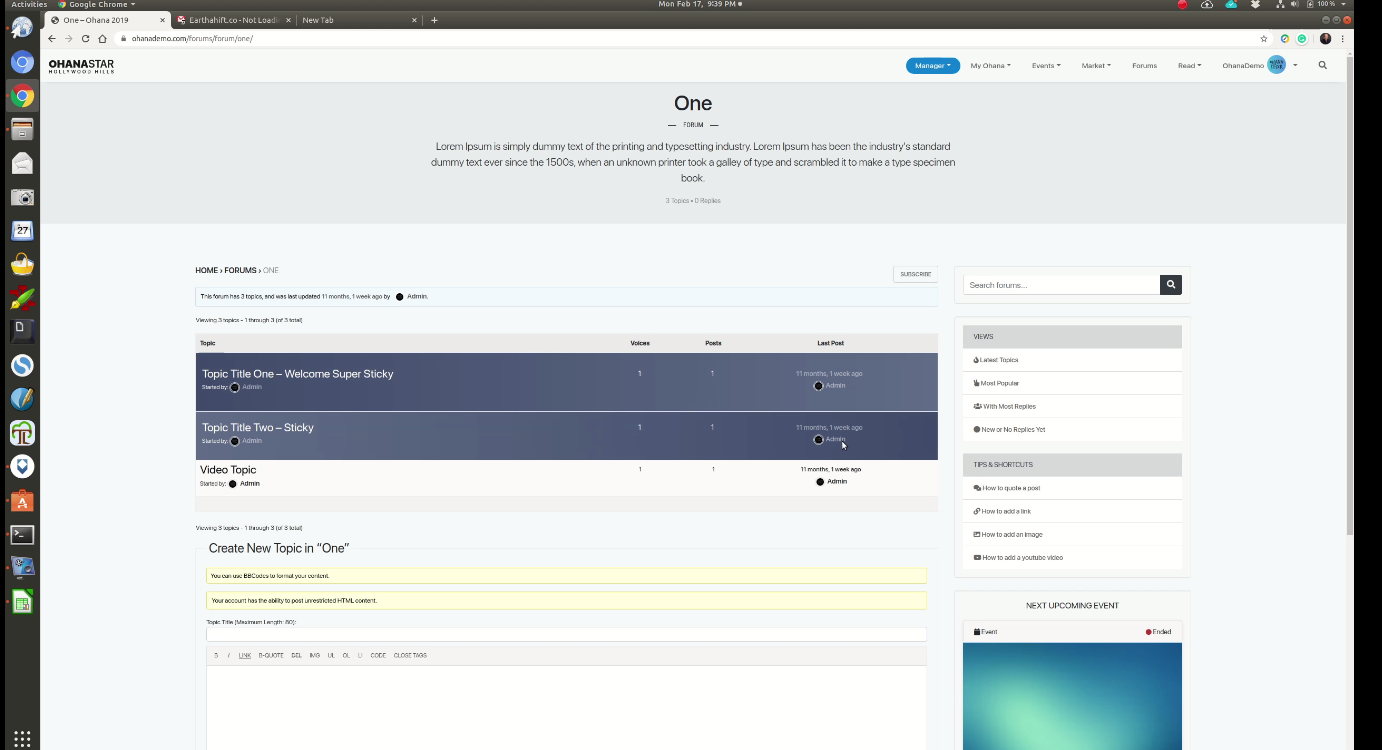 Activities
Google Chrome
Mon Feb 17, 9:39 PM
100 %
One – Ohana 2019
Earthahift.co - Not Loadi
New Tab
ohanademo.com/forums/forum/one/
OHANASTAR
HOLLYWOOD HILLS
Manager
My Ohana
Events
Market
Forums
Read
OhanaDemo
One
FORUM
Lorem Ipsum is simply dummy text of the printing and typesetting industry. Lorem Ipsum has been the industry's standard
dummy text ever since the 1500s, when an unknown printer took a galley of type and scrambled it to make a type specimen
book.
3 Topics • 0 Replies
HOME › FORUMS › ONE
SUBSCRIBE
This forum has 3 topics, and was last updated 11 months, 1 week ago by Admin.
Viewing 3 topics - 1 through 3 (of 3 total)
Topic Voices Posts Last Post
Topic Title One – Welcome Super Sticky 1 1 11 months, 1 week ago
Started by: Admin Admin
Topic Title Two – Sticky 1 1 11 months, 1 week ago
Started by: Admin Admin
Video Topic 1 1 11 months, 1 week ago
Started by: Admin Admin
Viewing 3 topics - 1 through 3 (of 3 total)
Create New Topic in “One”
You can use BBCodes to format your content.
Your account has the ability to post unrestricted HTML content.
Topic Title (Maximum Length: 80):
B I LINK B-QUOTE DEL IMG UL OL LI CODE CLOSE TAGS
Search forums...
VIEWS
Latest Topics
Most Popular
With Most Replies
New or No Replies Yet
TIPS & SHORTCUTS
How to quote a post
How to add a link
How to add an image
How to add a youtube video
NEXT UPCOMING EVENT
Event
Ended
27